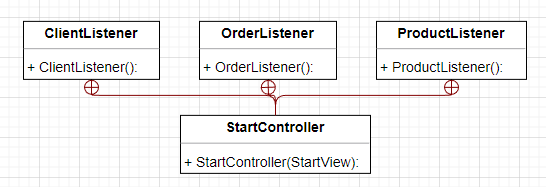 ClientListener
+ ClientListener():
OrderListener
+ OrderListener():
ProductListener
+ ProductListener():
StartController
+ StartController(StartView):